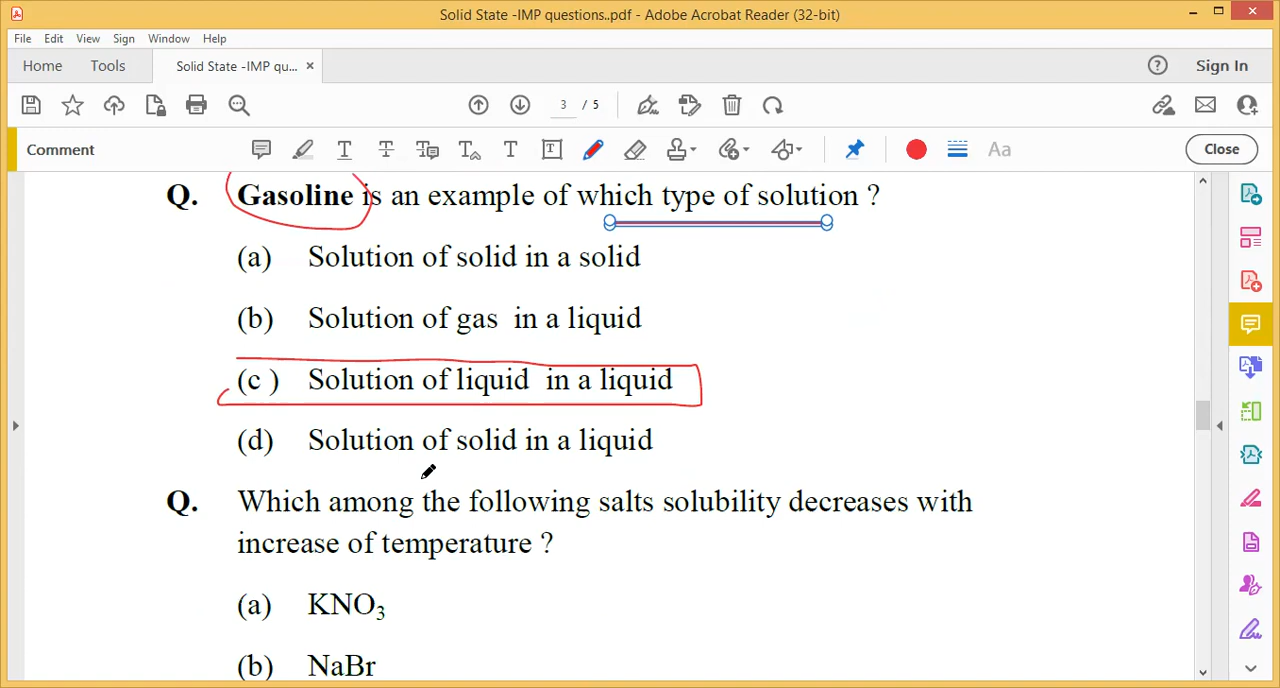 Solid State -IMP questions..pdf - Adobe Acrobat Reader (32-bit)
File Edit View Sign Window Help
Home Tools Solid State -IMP qu... × Sign In
3 / 5
Comment Aa Close
Q. Gasoline is an example of which type of solution ?
(a) Solution of solid in a solid
(b) Solution of gas in a liquid
(c ) Solution of liquid in a liquid
(d) Solution of solid in a liquid
Q. Which among the following salts solubility decreases with
increase of temperature ?
(a) KNO₃
(b) NaBr